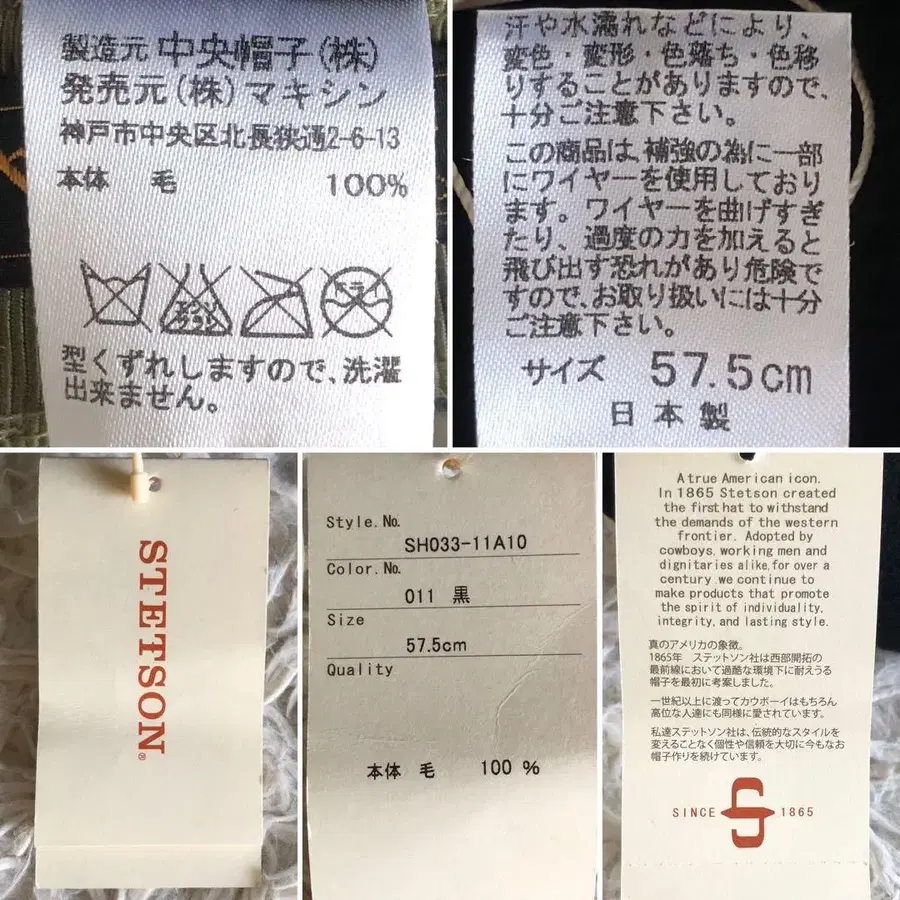 製造元 中央帽子(株)
発売元(株)マキシン
神戸市中央区北長狭通2-6-13
本体 毛 100%
ドライ
型くずれしますので、洗濯
出来ません。
汗や水濡れなどにより、
変色・変形・色落ち・色移
りすることがありますので、
十分ご注意下さい。
この商品は、補強の為に一部
にワイヤーを使用しており
ます。ワイヤーを曲げすぎ
たり、過度の力を加えると
飛び出す恐れがあり危険で
すので、お取り扱いには十分
ご注意下さい。
サイズ 57.5cm
日本製
STETSON®
Style.No.
SH033-11A10
Color.No.
011 黒
Size
57.5cm
Quality
本体 毛 100 %
A true American icon.
In 1865 Stetson created
the first hat to withstand
the demands of the western
frontier. Adopted by
cowboys, working men and
dignitaries alike, for over a
century we continue to
make products that promote
the spirit of individuality,
integrity, and lasting style.
真のアメリカの象徴。
1865年 ステットソン社は西部開拓の
最前線において過酷な環境下に耐えうる
帽子を最初に考案しました。
一世紀以上に渡ってカウボーイはもちろん
高位な人達にも同様に愛されています。
私達ステットソン社は、伝統的なスタイルを
変えることなく個性や信頼を大切に今もなお
帽子作りを続けています。
SINCE S 1865